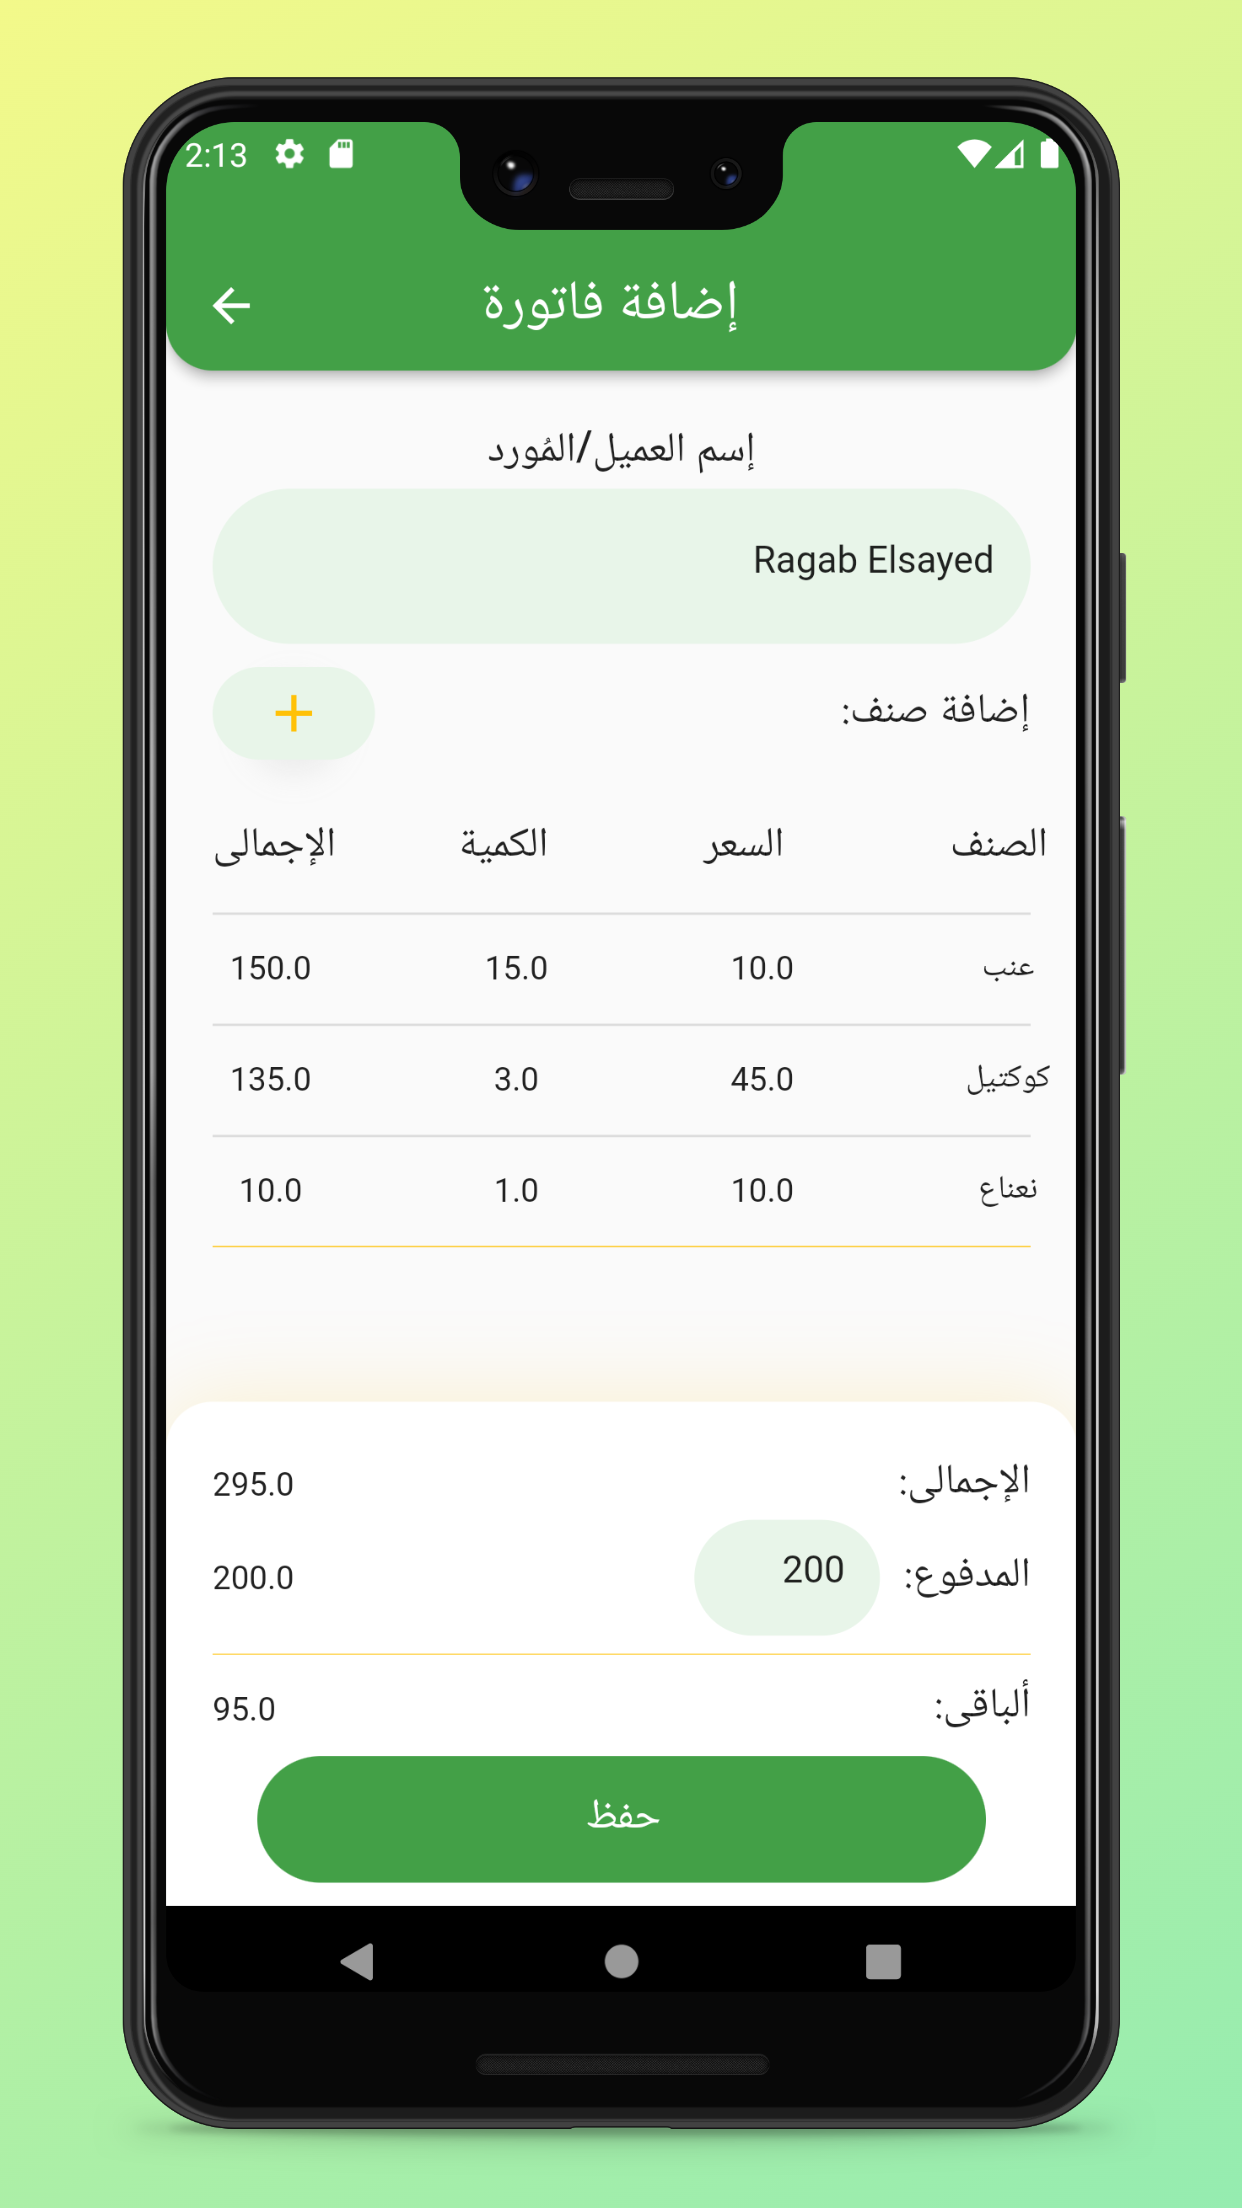 2:13
إضافة فاتورة
إسم العميل/المُورد
Ragab Elsayed
إضافة صنف:
الصنف السعر الكمية الإجمالى
عنب 10.0 15.0 150.0
كوكتيل 45.0 3.0 135.0
نعناع 10.0 1.0 10.0
الإجمالى: 295.0
المدفوع: 200 200.0
ألباقى: 95.0
حفظ